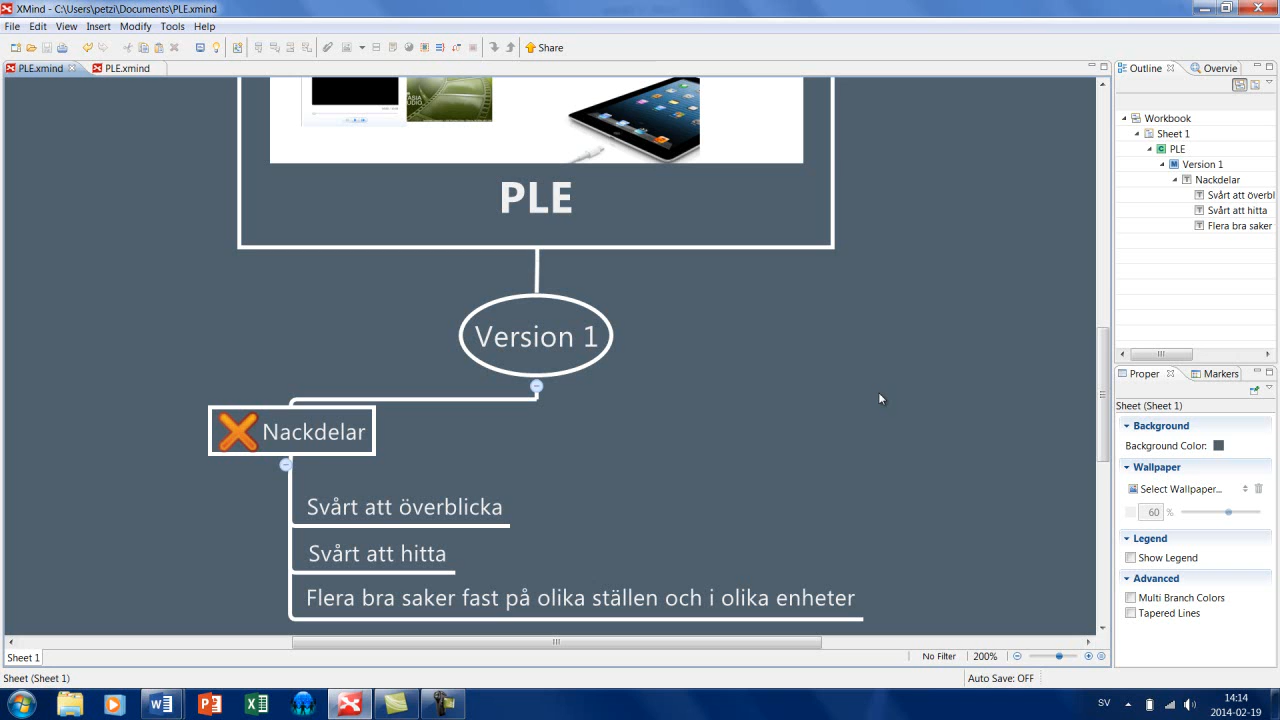 XMind - C:\Users\petzi\Documents\PLE.xmind
File Edit View Insert Modify Tools Help
Share
PLE.xmind PLE.xmind
Outline Overvie
Workbook
Sheet 1
PLE
Version 1
Nackdelar
Svårt att överbl
Svårt att hitta
Flera bra saker
PLE
Version 1
Nackdelar
Svårt att överblicka
Svårt att hitta
Flera bra saker fast på olika ställen och i olika enheter
Proper Markers
Sheet (Sheet 1)
Background
Background Color:
Wallpaper
Select Wallpaper...
60 %
Legend
Show Legend
Advanced
Multi Branch Colors
Tapered Lines
Sheet 1
No Filter 200%
Sheet (Sheet 1)
Auto Save: OFF
SV
14:14
2014-02-19